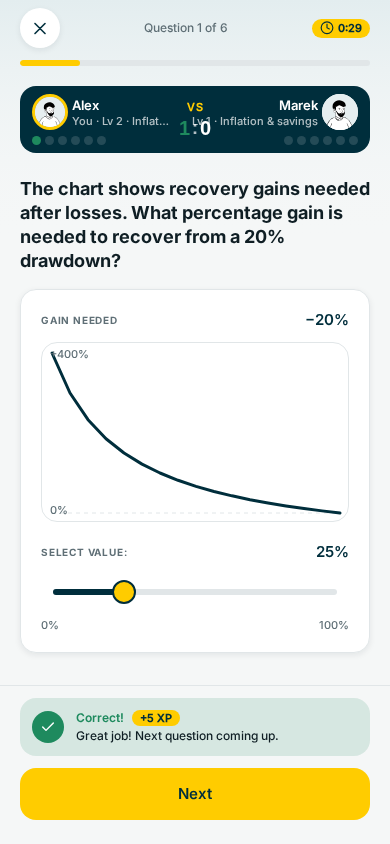 Question 1 of 6
0:29
Alex
You · Lv 2 · Inflat...
VS
1:0
Marek
Lv 1 · Inflation & savings
The chart shows recovery gains needed
after losses. What percentage gain is
needed to recover from a 20%
drawdown?
GAIN NEEDED
−20%
+400%
0%
SELECT VALUE:
25%
0%
100%
Correct!
+5 XP
Great job! Next question coming up.
Next